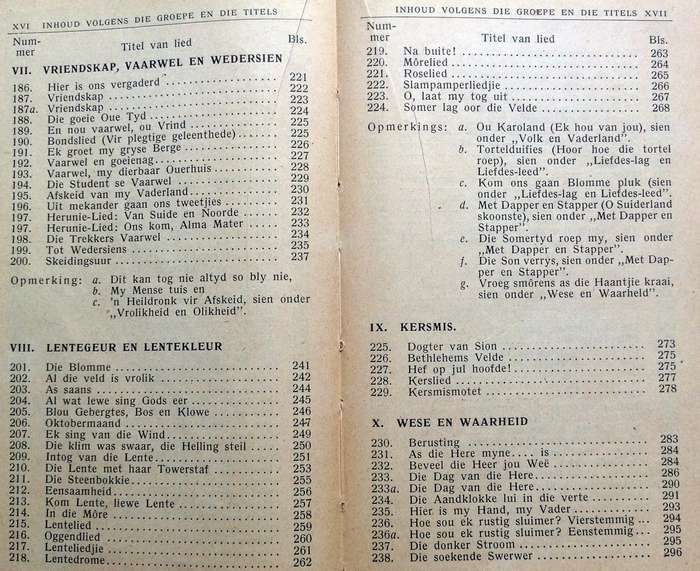 XVI INHOUD VOLGENS DIE GROEPE EN DIE TITELS
Num-
mer Titel van lied Bls.
VII. VRIENDSKAP, VAARWEL EN WEDERSIEN
186. Hier is ons vergaderd 221
187. Vriendskap 222
187a. Vriendskap 223
188. Die goeie Oue Tyd 224
189. En nou vaarwel, ou Vrind 225
190. Bondslied (Vir plegtige geleenthede) 226
191. Ek groet my gryse Berge 227
192. Vaarwel en goeienag 228
193. Vaarwel, my dierbaar Ouerhuis 229
194. Die Student se Vaarwel 230
195. Afskeid van my Vaderland 231
196. Dit mekander gaan ons tweetjies 232
197. Herunie-Lied: Van Suide en Noorde
197. Herunie-Lied: Ons kom, Alma Mater 233
198. Die Trekkers Vaarwel
199. Tot Wedersiens 235
200. Skeidingsuur 237
Opmerking: a. Dit kan tog nie altyd so bly nie,
b. My Mense tuis en
c. 'n Heildronk vir Afskeid, sien onder
„Vrolikheid en Olikheid”.
VIII. LENTEGEUR EN LENTEKLEUR
201. Die Blomme 241
202. Al die veld is vrolik 242
203. As saans 244
204. Al wat lewe sing Gods eer 245
205. Blou Gebergtes, Bos en Klowe 246
206. Oktobermaand 247
207. Ek sing van die Wind 249
208. Die klim was swaar, die Helling steil 250
209. Intog van die Lente 251
210. Die Lente met haar Towerstaf 253
211. Die Steenbokkie 255
212. Eensaamheid 256
213. Kom Lente, liewe Lente 257
214. In die Môre 258
215. Lentelied 259
216. Oggendlied 260
217. Lenteliedjie 261
218. Lentedrome 262
INHOUD VOLGENS DIE GROEPE EN DIE TITELS XVII
Num-
mer Titel van lied Bls.
219. Na buite! 263
220. Môrelied 264
221. Roselied 265
222. Slampamperliedjie 266
223. O, laat my tog uit 267
224. Somer lag oor die Velde 268
Opmerkings: a. Ou Karoland (Ek hou van jou), sien
onder „Volk en Vaderland”.
b. Tortelduifies (Hoor hoe die tortel
roep), sien onder „Liefdes-lag en
Liefdes-leed”.
c. Kom ons gaan Blomme pluk (sien
onder „Liefdes-lag en Liefdes-leed”.
d. Met Dapper en Stapper (O Suiderland
skoonste), sien onder „Met Dapper en
Stapper”.
e. Die Somertyd roep my, sien onder
„Met Dapper en Stapper”.
f. Die Son verrys, sien onder „Met Dap-
per en Stapper”.
g. Vroeg smôrens as die Haantjie kraai,
sien onder „Wese en Waarheid”.
IX. KERSMIS.
225. Dogter van Sion 273
226. Bethlehems Velde 275
227. Hef op jul hoofde! 275
228. Kerslied 277
229. Kersmismotet 278
X. WESE EN WAARHEID
230. Berusting 283
231. As die Here myne.... is 284
232. Beveel die Heer jou Weë 284
233. Die Dag van die Here 286
233a. Die Dag van die Here 290
234. Die Aandklokke lui in die verte 291
235. Hier is my Hand, my Vader 293
236. Hoe sou ek rustig sluimer? Vierstemmig 294
236a. Hoe sou ek rustig sluimer? Eenstemmig 295
237. Die donker Stroom 295
238. Die soekende Swerwer 296